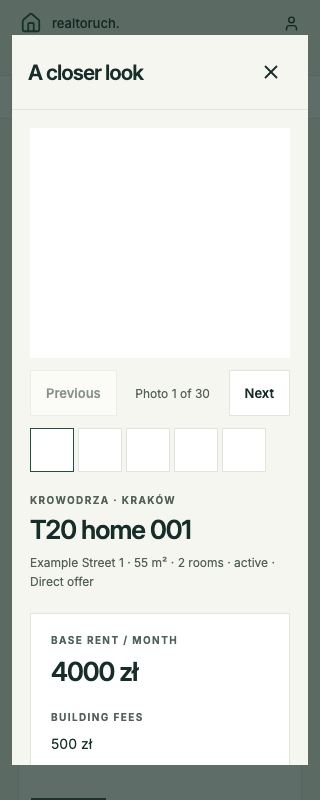 realtoruch.
A closer look
Previous
Photo 1 of 30
Next
KROWODRZA · KRAKÓW
T20 home 001
Example Street 1 · 55 m² · 2 rooms · active ·
Direct offer
BASE RENT / MONTH
4000 zł
BUILDING FEES
500 zł